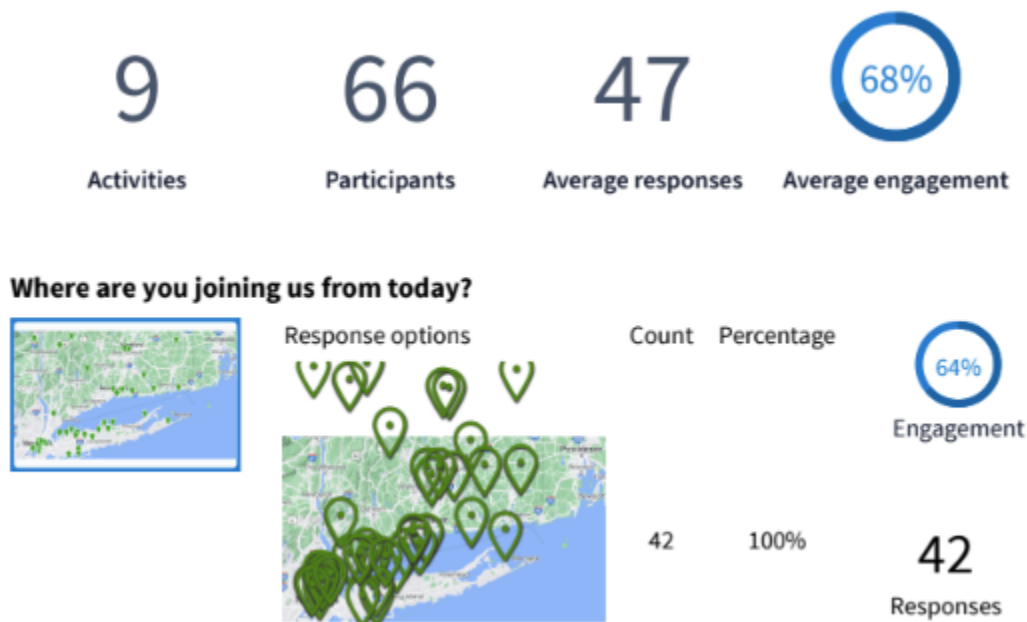 9 66 47 68%
Activities Participants Average responses Average engagement
Where are you joining us from today?
Response options Count Percentage
64%
Engagement
42 100%
42
Responses